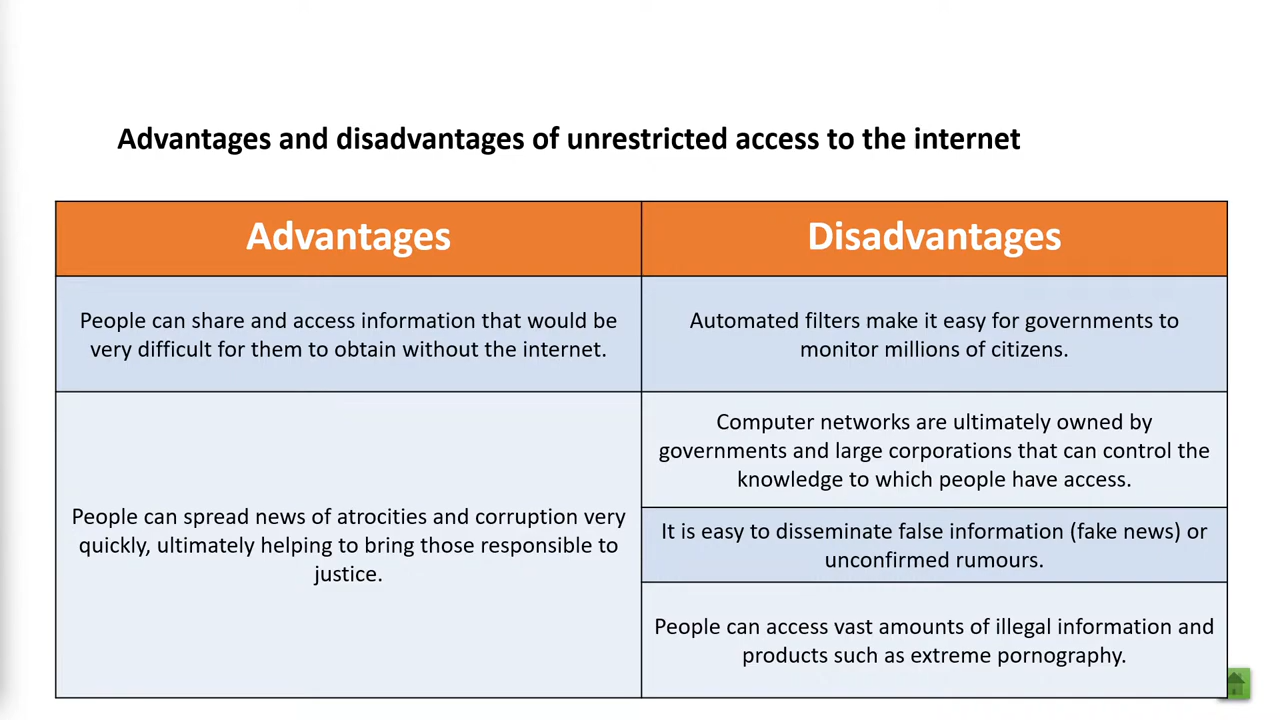 Advantages and disadvantages of unrestricted access to the internet
Advantages
Disadvantages
People can share and access information that would be
very difficult for them to obtain without the internet.
Automated filters make it easy for governments to
monitor millions of citizens.
People can spread news of atrocities and corruption very
quickly, ultimately helping to bring those responsible to
justice.
Computer networks are ultimately owned by
governments and large corporations that can control the
knowledge to which people have access.
It is easy to disseminate false information (fake news) or
unconfirmed rumours.
People can access vast amounts of illegal information and
products such as extreme pornography.